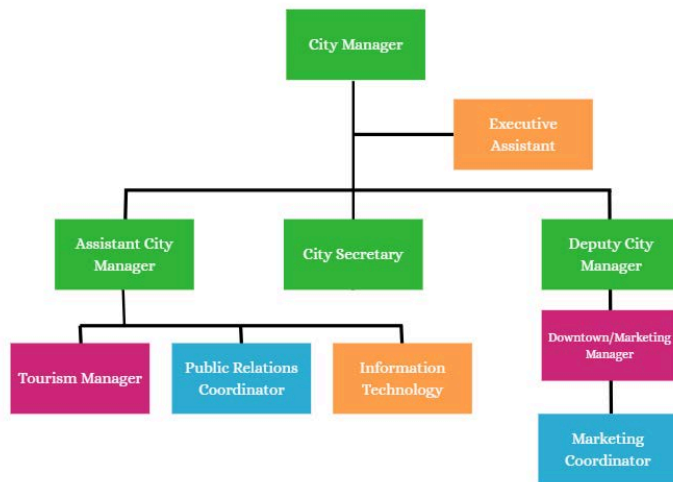 City Manager
Executive
Assistant
Assistant City
Manager
City Secretary
Deputy City
Manager
Downtown/Marketing
Manager
Tourism Manager
Public Relations
Coordinator
Information
Technology
Marketing
Coordinator